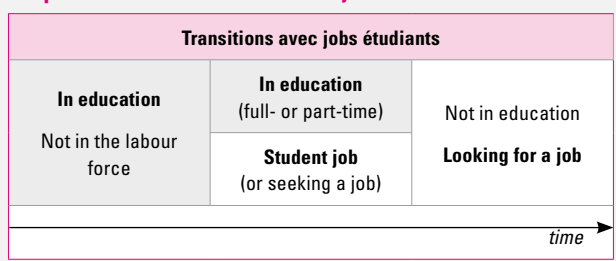 Transitions avec jobs étudiants
In education
Not in the labour
force
In education
(full- or part-time)
Student job
(or seeking a job)
Not in education
Looking for a job
time